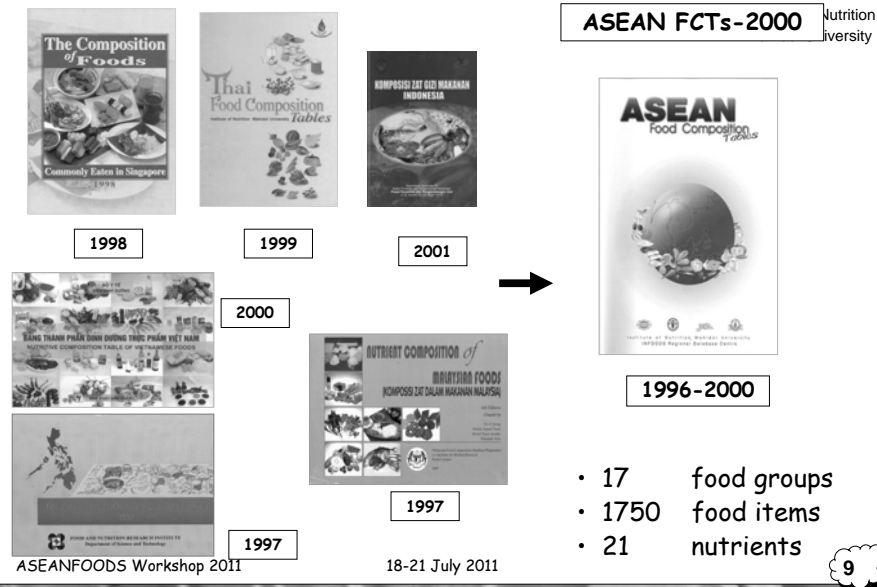 ASEAN FCTs-2000
Nutrition
iversity
The Composition
of Foods
Commonly Eaten in Singapore
1998
Thai
Food Composition
Institute of Nutrition Mahidol University Tables
KOMPOSISI ZAT GIZI MAKANAN
INDONESIA
ASEAN
Food Composition
Tables
Institute of Nutrition, Mahidol University
INFOODS Regional Database Centre
1998
1999
2001
1996-2000
BẢNG THÀNH PHẦN DINH DƯỠNG THỰC PHẨM VIỆT NAM
NUTRITIVE COMPOSITION TABLE OF VIETNAMESE FOODS
2000
NUTRIENT COMPOSITION of
MALAYSIAN FOODS
(KOMPOSISI ZAT DALAM MAKANAN MALAYSIA)
4th Edition
1997
FOOD AND NUTRITION RESEARCH INSTITUTE
Department of Science and Technology
1997
• 17 food groups
• 1750 food items
• 21 nutrients
ASEANFOODS Workshop 2011
18-21 July 2011
9